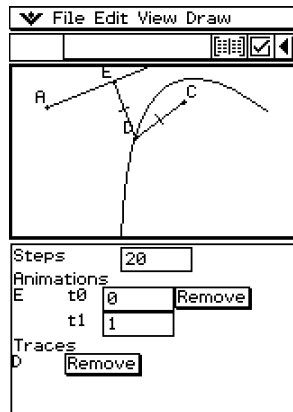 File Edit View Draw
E
A
C
D
Steps 20
Animations
E t0 0 Remove
t1 1
Traces
D Remove